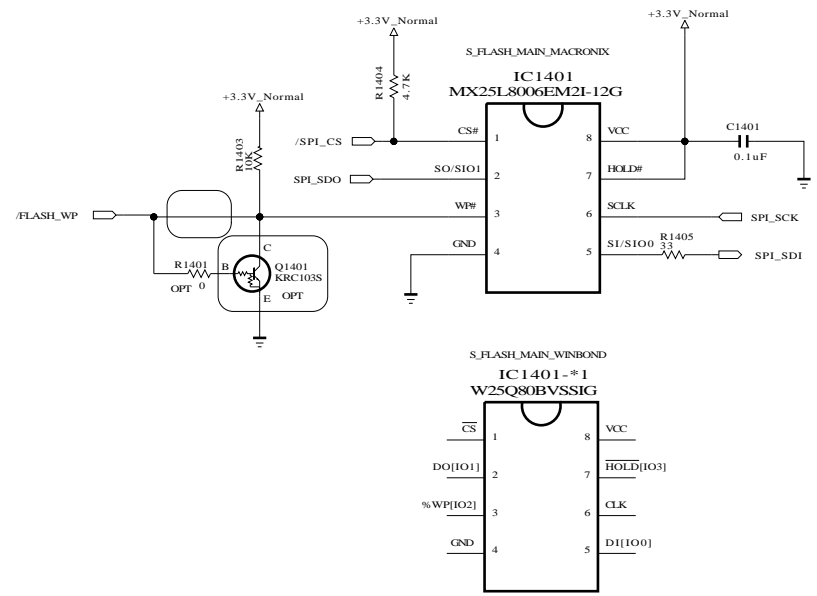 +3.3V_Normal
+3.3V_Normal
S_FLASH_MAIN_MACRONIX
IC1401
MX25L8006EM2I-12G
R1404
4.7K
+3.3V_Normal
R1403
10K
/SPI_CS
CS#
1
8
VCC
C1401
0.1uF
SPI_SDO
SO/SIO1
2
7
HOLD#
/FLASH_WP
WP#
3
6
SCLK
SPI_SCK
GND
4
5
SI/SIO0
R1405
33
SPI_SDI
C
R1401
B
Q1401
KRC103S
OPT
0
E
OPT
S_FLASH_MAIN_WINBOND
IC1401-*1
W25Q80BVSSIG
CS
1
8
VCC
DO[IO1]
2
7
HOLD[IO3]
%WP[IO2]
3
6
CLK
GND
4
5
DI[IO0]